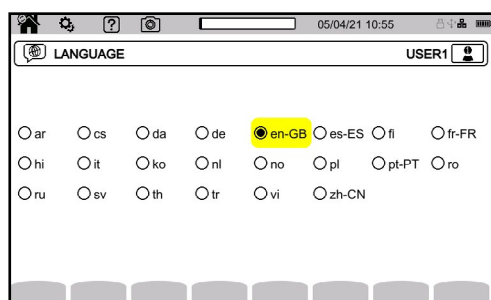 ? 05/04/21 10:55
LANGUAGE USER1
ar cs da de en-GB es-ES fi fr-FR
hi it ko nl no pl pt-PT ro
ru sv th tr vi zh-CN